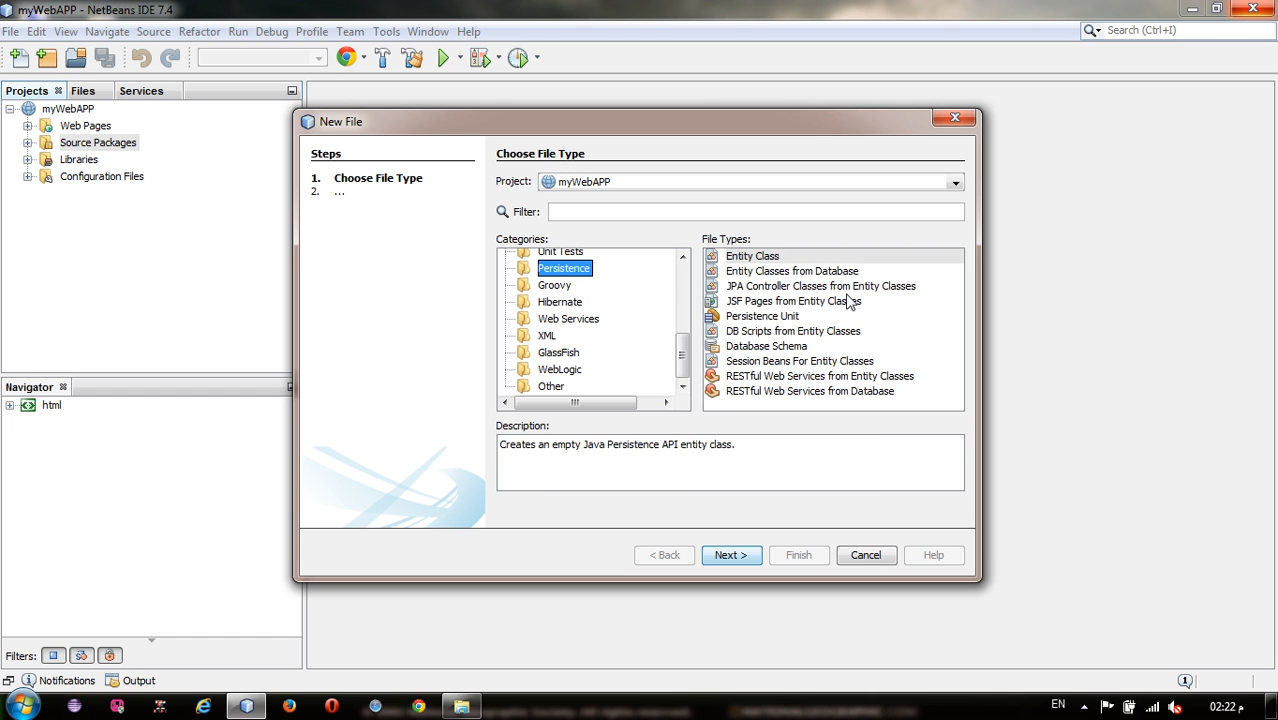 myWebAPP - NetBeans IDE 7.4
File Edit View Navigate Source Refactor Run Debug Profile Team Tools Window Help
Search (Ctrl+I)
Projects Files Services
myWebAPP
Web Pages
Source Packages
Libraries
Configuration Files
Navigator
html
Filters:
New File
Steps
1. Choose File Type
2. ...
Choose File Type
Project: myWebAPP
Filter:
Categories:
Unit Tests
Persistence
Groovy
Hibernate
Web Services
XML
GlassFish
WebLogic
Other
File Types:
Entity Class
Entity Classes from Database
JPA Controller Classes from Entity Classes
JSF Pages from Entity Classes
Persistence Unit
DB Scripts from Entity Classes
Database Schema
Session Beans For Entity Classes
RESTful Web Services from Entity Classes
RESTful Web Services from Database
Description:
Creates an empty Java Persistence API entity class.
< Back Next > Finish Cancel Help
Notifications Output
1
EN
02:22 م